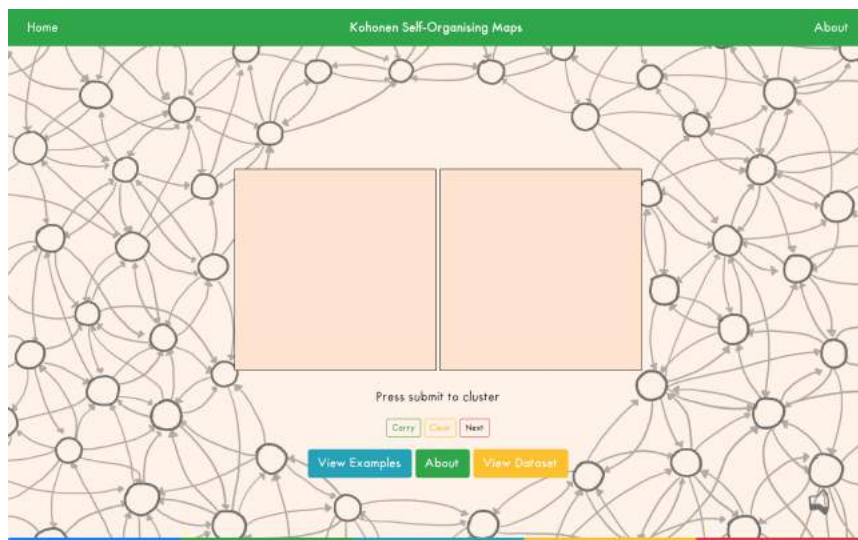 Home Kohonen Self-Organising Maps About
Press submit to cluster
Carry Clear Next
View Examples About View Dataset